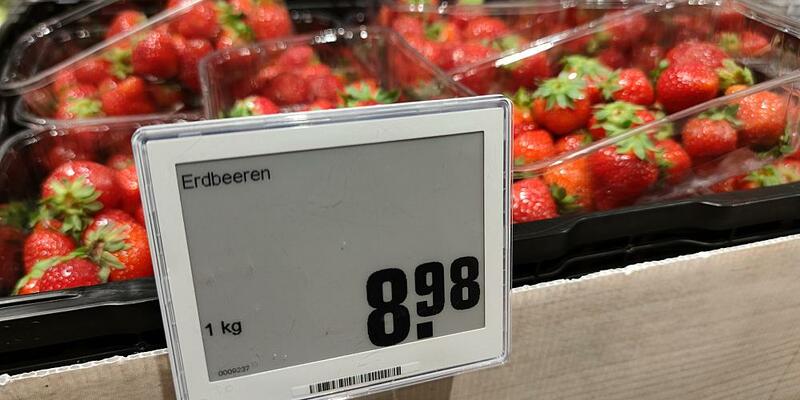 Erdbeeren
8.98
1 kg
0009237